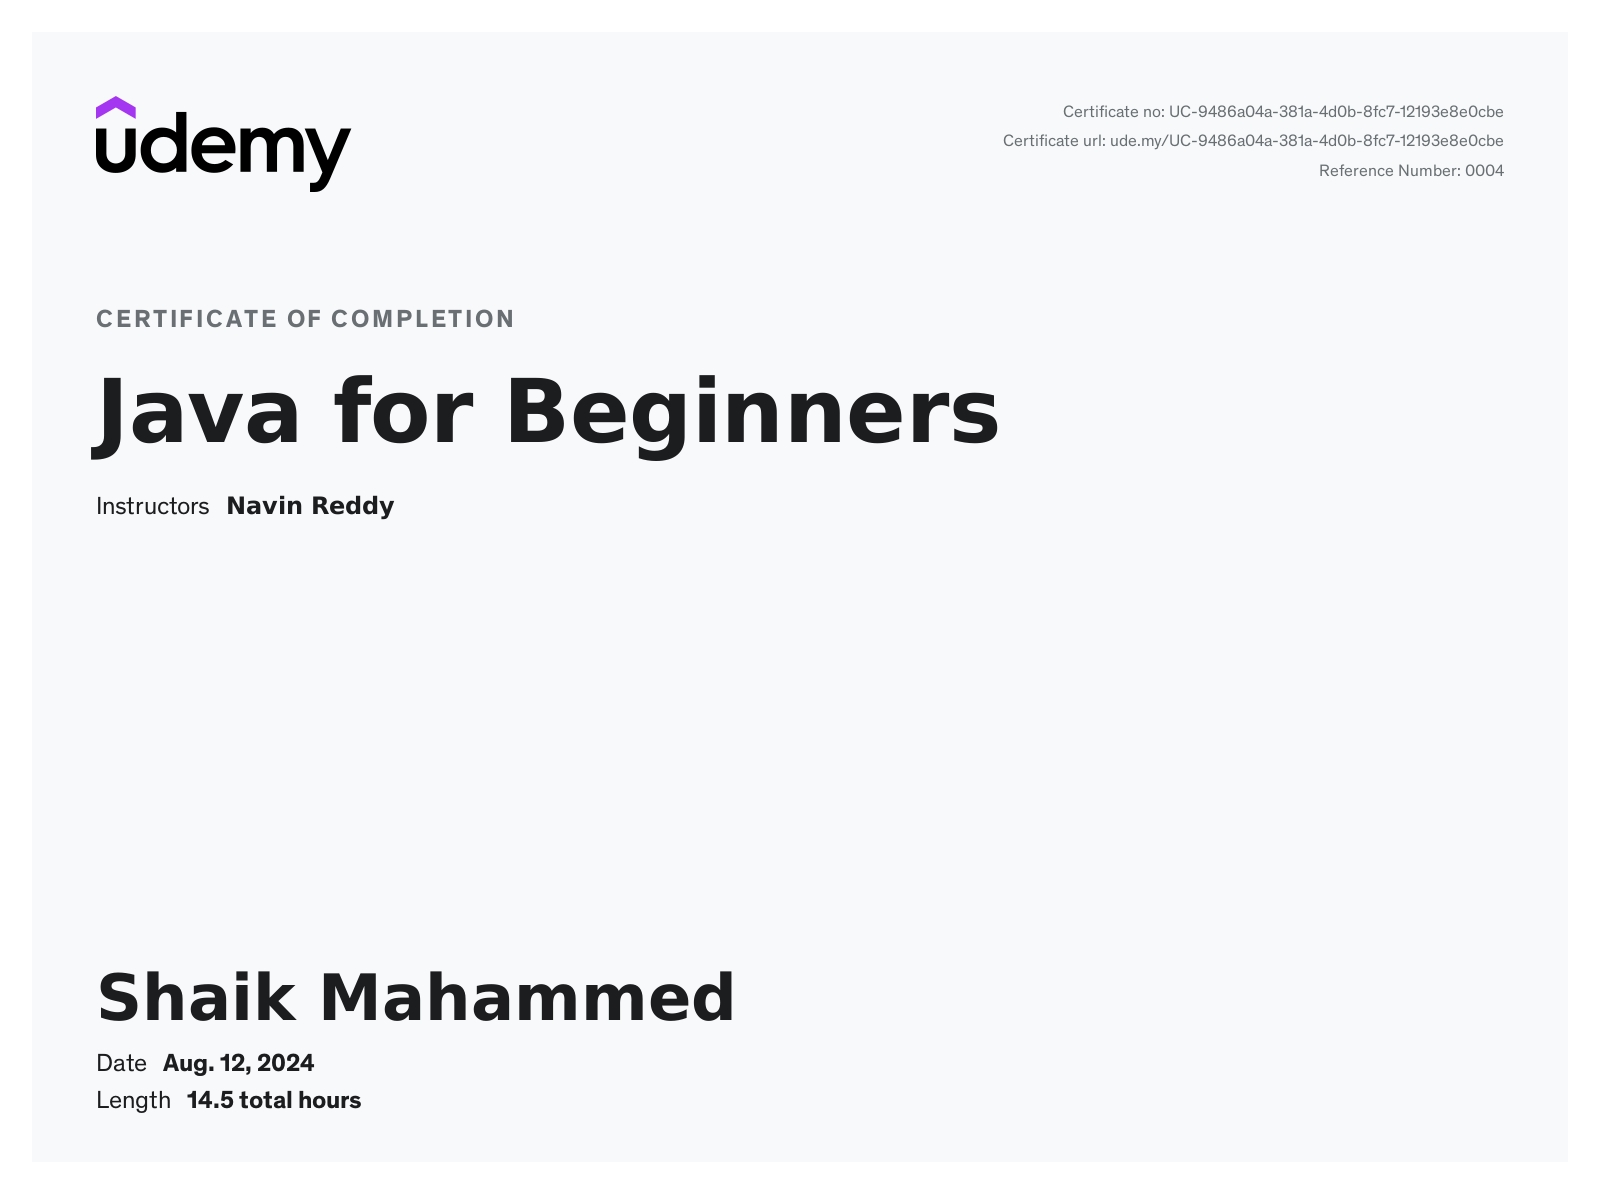 udemy
Certificate no: UC-9486a04a-381a-4d0b-8fc7-12193e8e0cbe
Certificate url: ude.my/UC-9486a04a-381a-4d0b-8fc7-12193e8e0cbe
Reference Number: 0004
CERTIFICATE OF COMPLETION
Java for Beginners
Instructors Navin Reddy
Shaik Mahammed
Date Aug. 12, 2024
Length 14.5 total hours